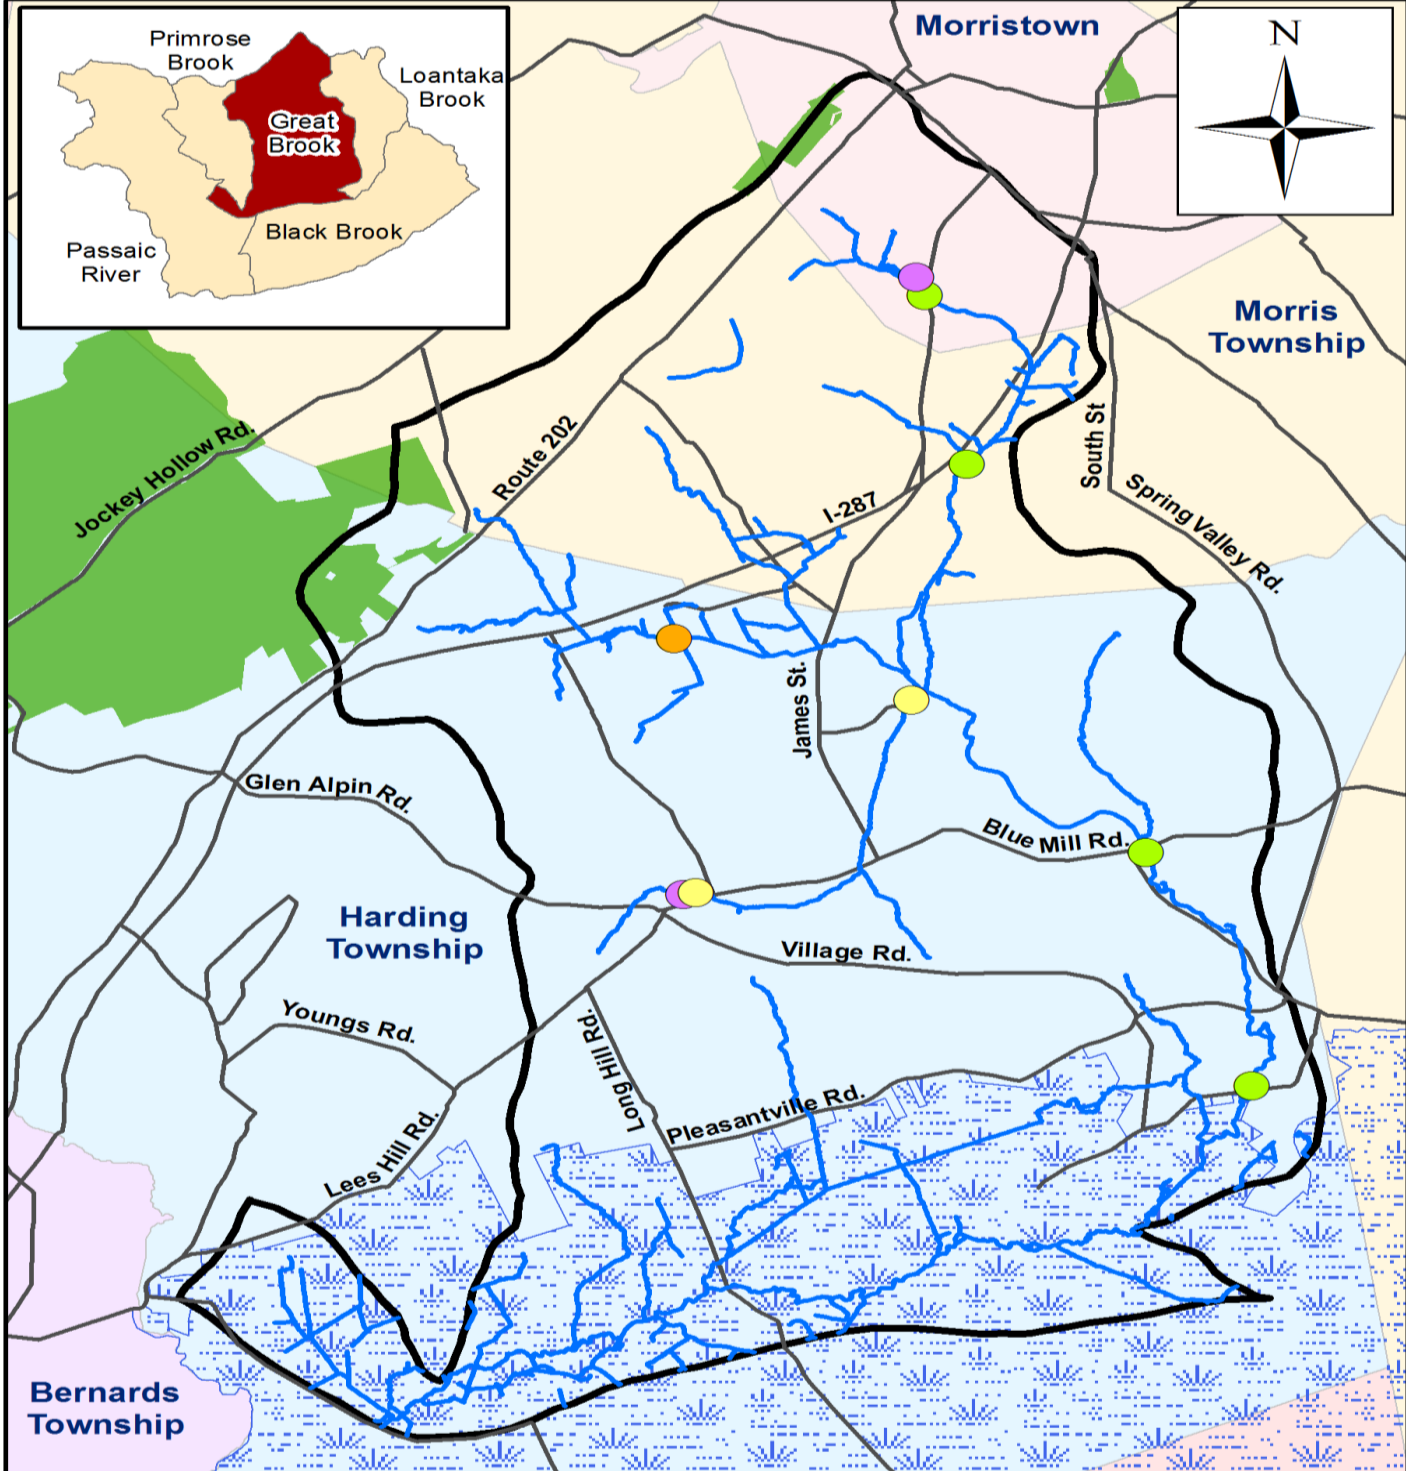 Morristown
N
Primrose
Brook
Loantaka
Brook
Great
Brook
Black Brook
Passaic
River
Morris
Township
Jockey Hollow Rd.
Route 202
South St
Spring Valley Rd.
I-287
James St.
Glen Alpin Rd.
Blue Mill Rd.
Harding
Township
Village Rd.
Youngs Rd.
Long Hill Rd.
Pleasantville Rd.
Lees Hill Rd.
Bernards
Township